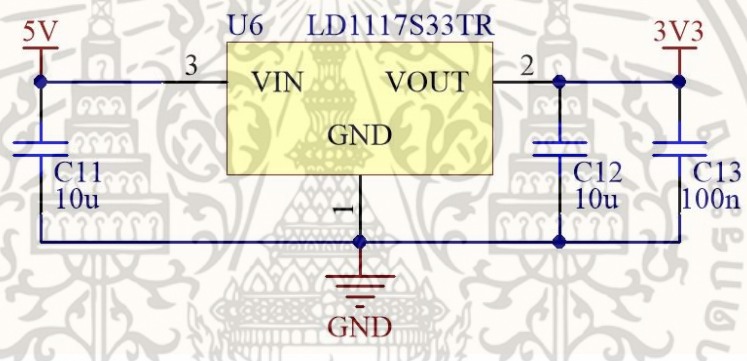 5V
U6 LD1117S33TR
3V3
3
VIN
VOUT
2
GND
1
C11
10u
C12
10u
C13
100n
GND